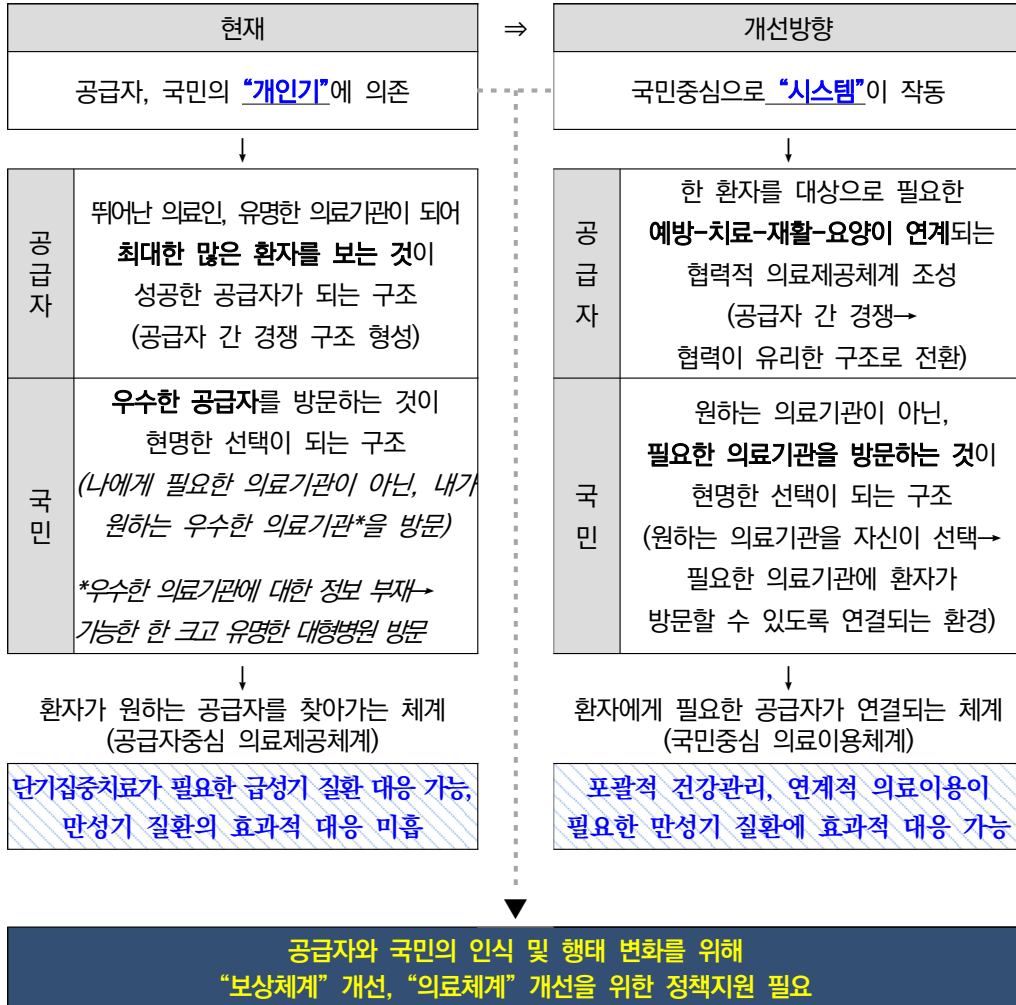 현재
⇒
개선방향
공급자, 국민의 “개인기”에 의존
국민중심으로 “시스템”이 작동
↓
↓
공급자
뛰어난 의료인, 유명한 의료기관이 되어
최대한 많은 환자를 보는 것이
성공한 공급자가 되는 구조
(공급자 간 경쟁 구조 형성)
공급자
한 환자를 대상으로 필요한
예방-치료-재활-요양이 연계되는
협력적 의료제공체계 조성
(공급자 간 경쟁→
협력이 유리한 구조로 전환)
국민
우수한 공급자를 방문하는 것이
현명한 선택이 되는 구조
(나에게 필요한 의료기관이 아닌, 내가
원하는 우수한 의료기관*을 방문)
*우수한 의료기관에 대한 정보 부재→
가능한 한 크고 유명한 대형병원 방문
국민
원하는 의료기관이 아닌,
필요한 의료기관을 방문하는 것이
현명한 선택이 되는 구조
(원하는 의료기관을 자신이 선택→
필요한 의료기관에 환자가
방문할 수 있도록 연결되는 환경)
↓
↓
환자가 원하는 공급자를 찾아가는 체계
(공급자중심 의료제공체계)
환자에게 필요한 공급자가 연결되는 체계
(국민중심 의료이용체계)
단기집중치료가 필요한 급성기 질환 대응 가능,
만성기 질환의 효과적 대응 미흡
포괄적 건강관리, 연계적 의료이용이
필요한 만성기 질환에 효과적 대응 가능
공급자와 국민의 인식 및 행태 변화를 위해
“보상체계” 개선, “의료체계” 개선을 위한 정책지원 필요